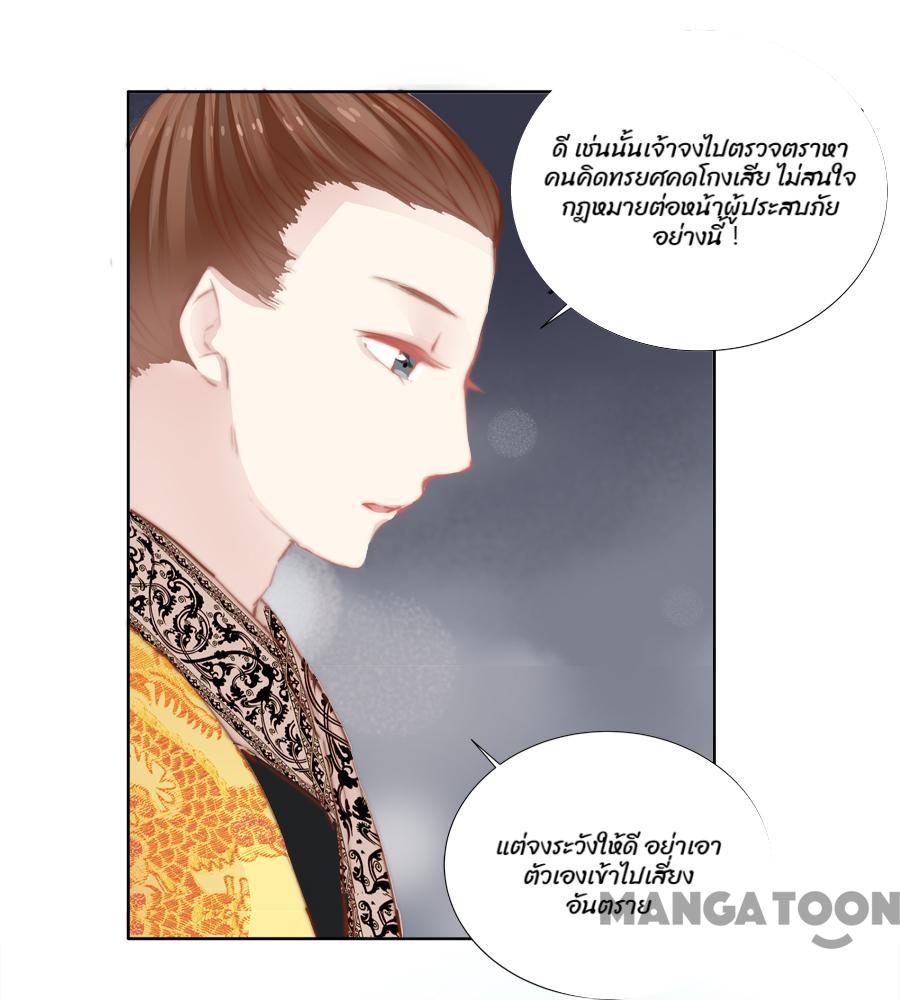 ดี เช่นนั้นเจ้าจงไปตรวจตราหา
คนคิดทรยศคดโกงเสีย ไม่สนใจ
กฎหมายต่อหน้าผู้ประสบภัย
อย่างนี้ !
แต่จงระวังให้ดี อย่าเอา
ตัวเองเข้าไปเสี่ยง
อันตราย
MANGATOON